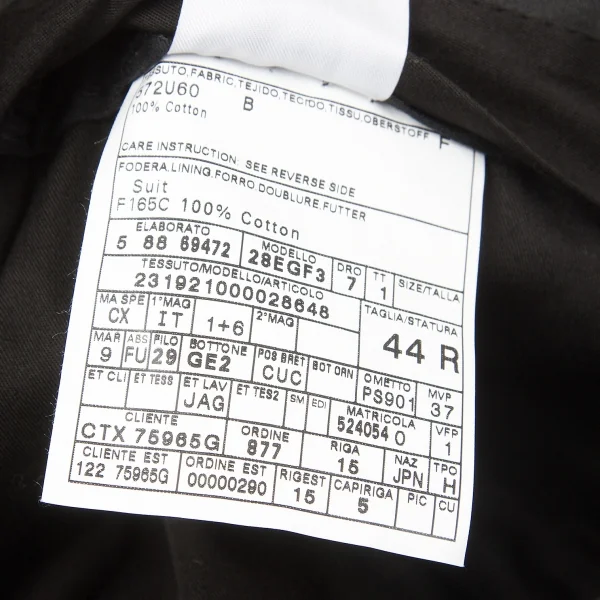 TESSUTO,FABRIC,TEJIDO,TECIDO,TISSU,OBERSTOFF
872U60 B F
100% Cotton
CARE INSTRUCTION: SEE REVERSE SIDE
FODERA,LINING,FORRO,DOUBLURE,FUTTER
Suit
F165C 100% Cotton
ELABORATO MODELLO DRO TT SIZE/TALLA
5 88 69472 28EGF3 7 1
TESSUTO/MODELLO/ARTICOLO TAGLIA/STATURA
231921000028648 44 R
MA SPE 1°MAG 2°MAG
CX IT 1+6
MAR ABS FILO BOTTONE POS BRET BOT ORN OMETTO MVP
9 FU 29 GE2 CUC PS901 37
ET CLI ET TESS ET LAV ET TES2 SM EDI MATRICOLA VFP
JAG 524054 0 1
CLIENTE ORDINE RIGA NAZ TPO
CTX 75965G 877 15 JPN H
CLIENTE EST ORDINE EST RIGEST CAPIRIGA PIC CU
122 75965G 00000290 15 5